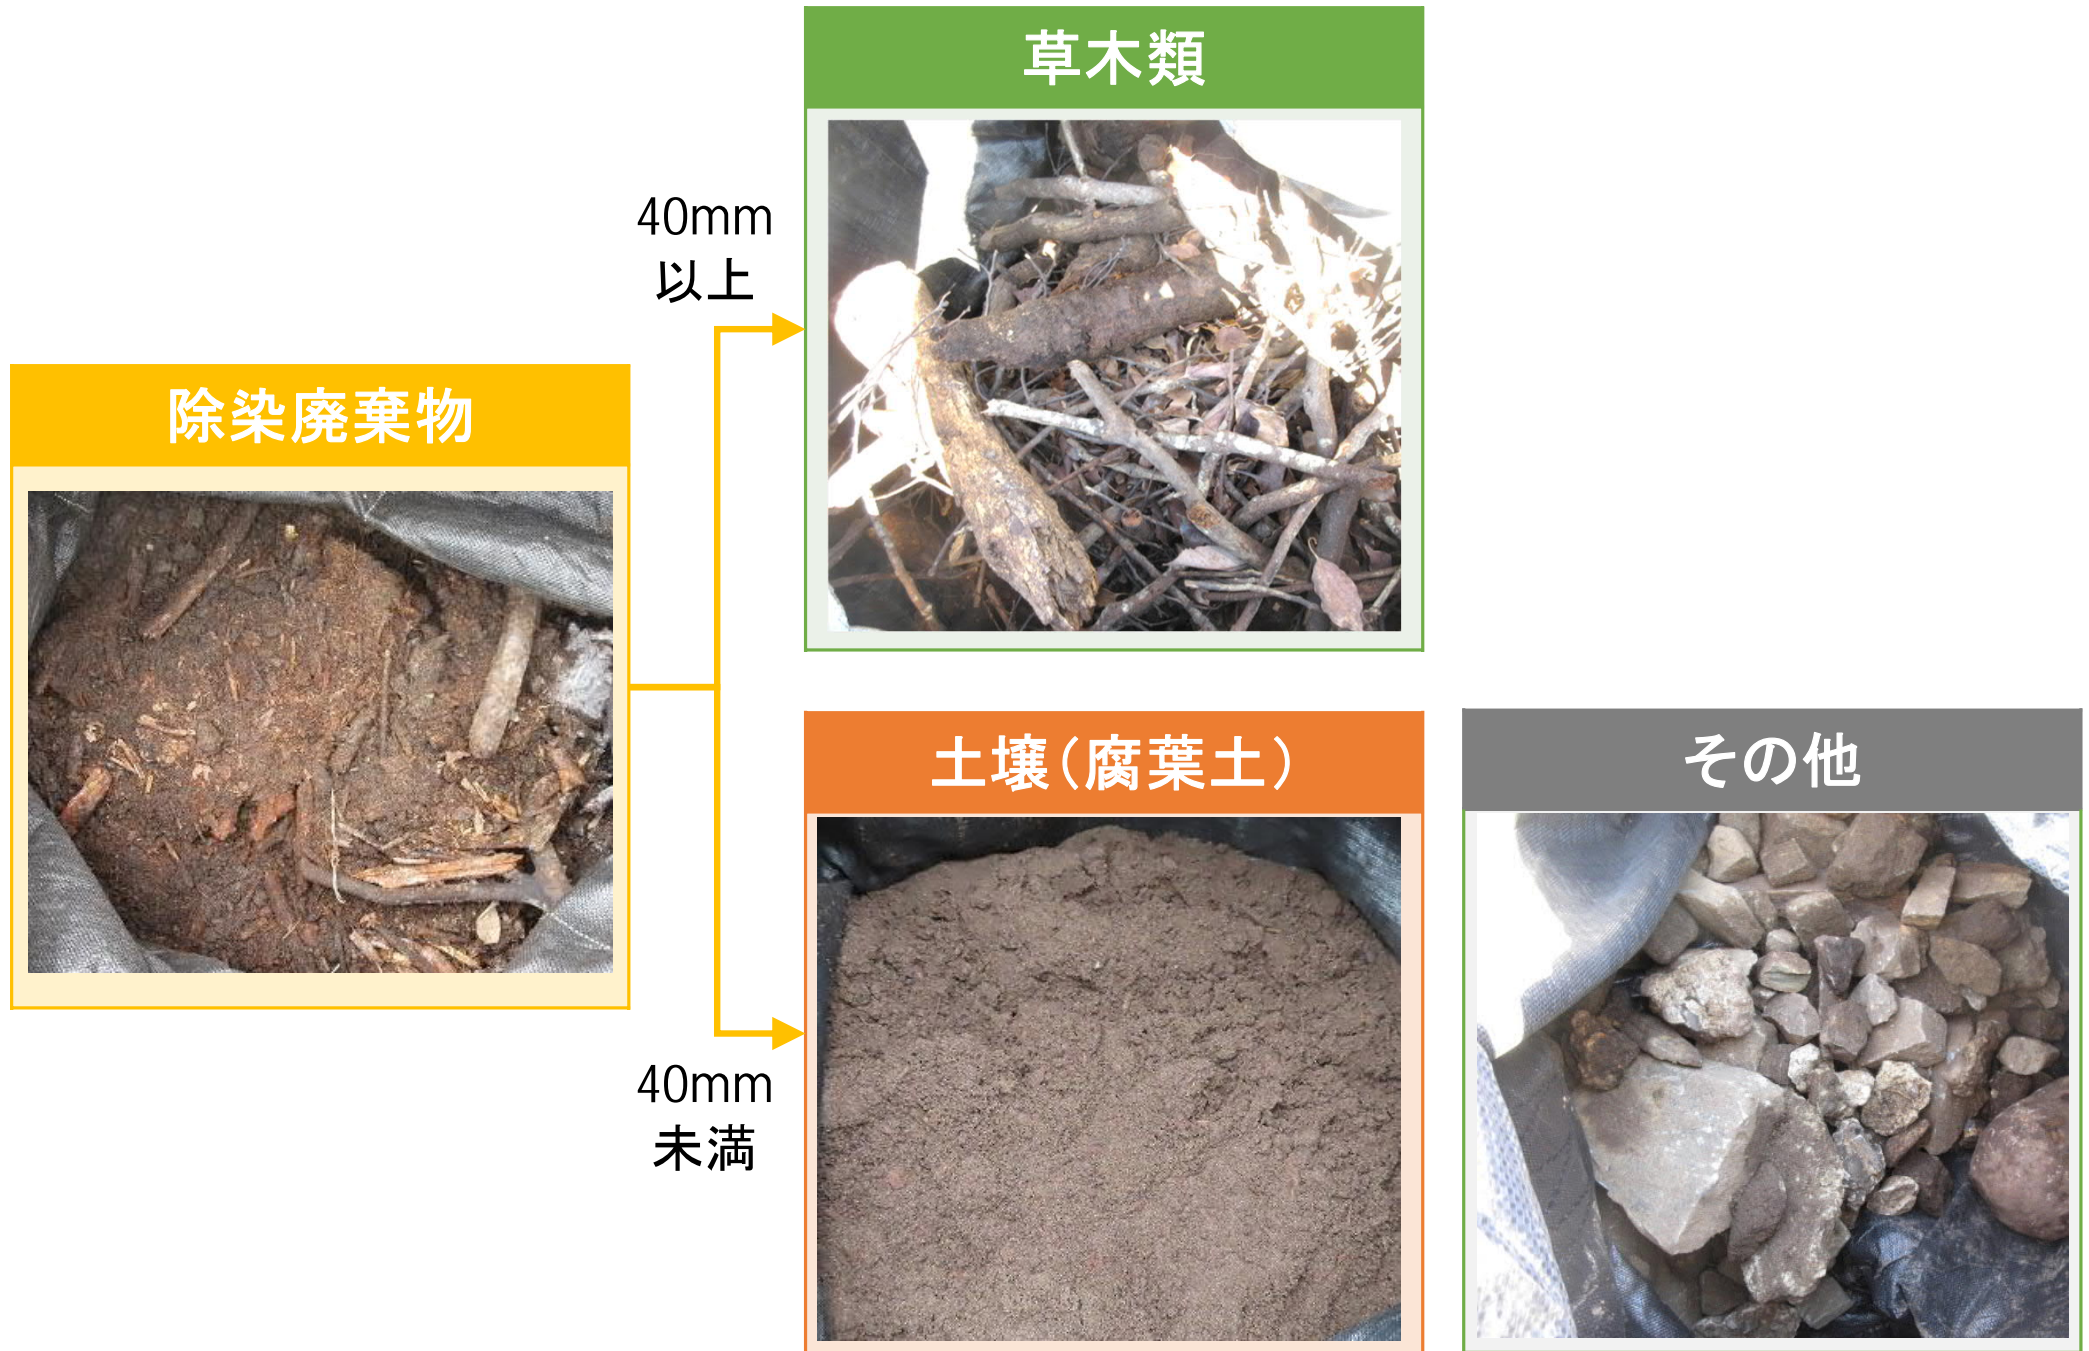 草木類
40mm
以上
除染廃棄物
土壌(腐葉土)
その他
40mm
未満